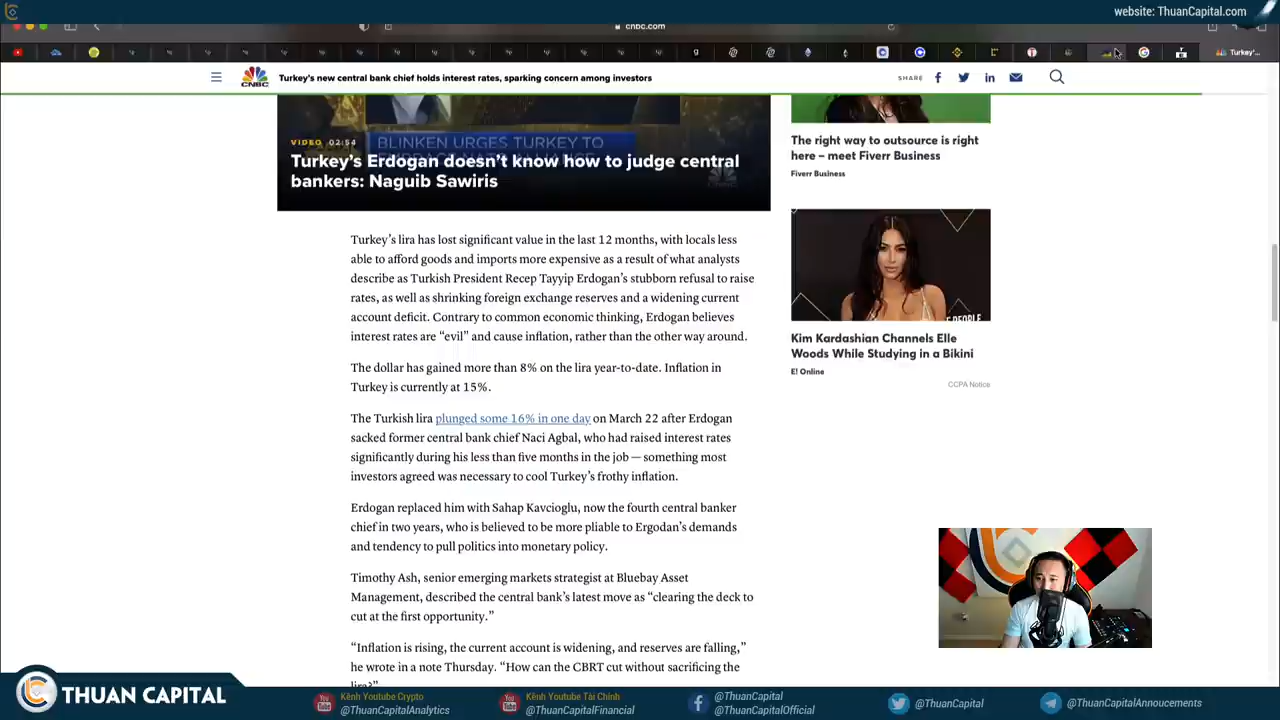 website: ThuanCapital.com
cnbc.com
Turkey'...
CNBC
Turkey's new central bank chief holds interest rates, sparking concern among investors
SHARE
VIDEO 02:54
BLINKEN URGES TURKEY TO
Turkey's Erdogan doesn't know how to judge central
bankers: Naguib Sawiris
The right way to outsource is right
here – meet Fiverr Business
Fiverr Business
Turkey's lira has lost significant value in the last 12 months, with locals less
able to afford goods and imports more expensive as a result of what analysts
describe as Turkish President Recep Tayyip Erdogan's stubborn refusal to raise
rates, as well as shrinking foreign exchange reserves and a widening current
account deficit. Contrary to common economic thinking, Erdogan believes
interest rates are “evil” and cause inflation, rather than the other way around.
The dollar has gained more than 8% on the lira year-to-date. Inflation in
Turkey is currently at 15%.
The Turkish lira plunged some 16% in one day on March 22 after Erdogan
sacked former central bank chief Naci Agbal, who had raised interest rates
significantly during his less than five months in the job — something most
investors agreed was necessary to cool Turkey's frothy inflation.
Erdogan replaced him with Sahap Kavcioglu, now the fourth central banker
chief in two years, who is believed to be more pliable to Ergodan's demands
and tendency to pull politics into monetary policy.
Timothy Ash, senior emerging markets strategist at Bluebay Asset
Management, described the central bank's latest move as “clearing the deck to
cut at the first opportunity.”
“Inflation is rising, the current account is widening, and reserves are falling,”
he wrote in a note Thursday. “How can the CBRT cut without sacrificing the
lira?”
PEOPLE
Kim Kardashian Channels Elle
Woods While Studying in a Bikini
E! Online
CCPA Notice
THUAN CAPITAL
Kênh Youtube Crypto
@ThuanCapitalAnalytics
Kênh Youtube Tài Chính
@ThuanCapitalFinancial
@ThuanCapital
@ThuanCapitalOfficial
@ThuanCapital
@ThuanCapitalAnnoucements